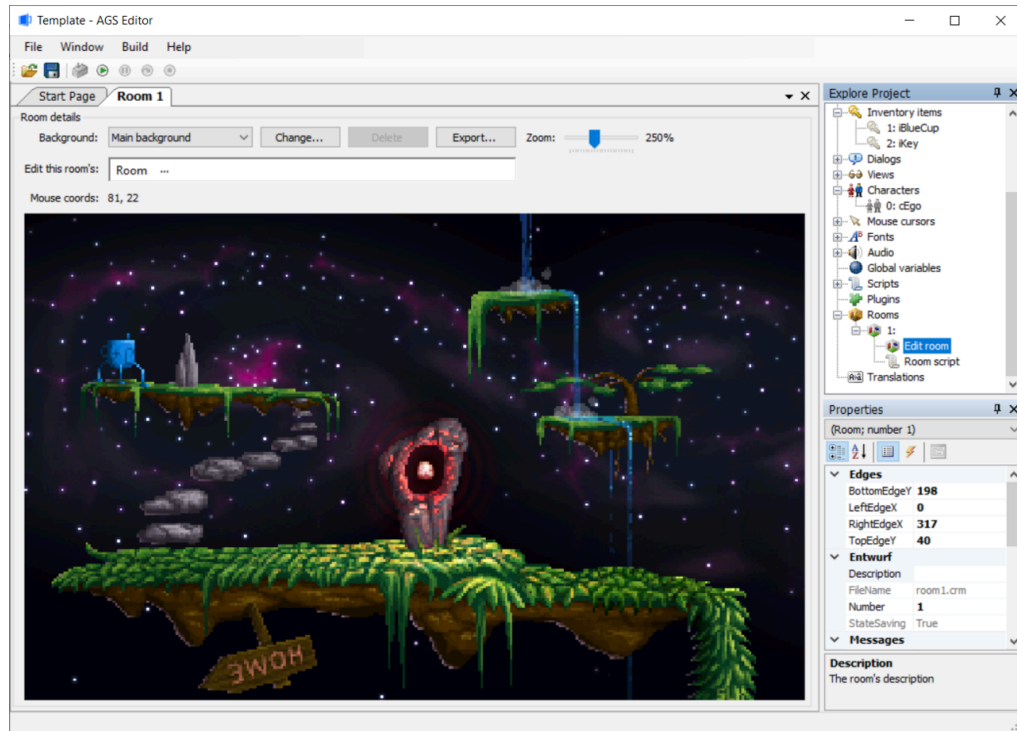 Template - AGS Editor
File Window Build Help
Start Page Room 1
Room details
Background: Main background Change... Delete Export... Zoom: 250%
Edit this room's: Room ...
Mouse coords: 81, 22
HOME
Explore Project
Inventory items
1: iBlueCup
2: iKey
Dialogs
Views
Characters
0: cEgo
Mouse cursors
Fonts
Audio
Global variables
Scripts
Plugins
Rooms
1:
Edit room
Room script
Translations
Properties
(Room; number 1)
Edges
BottomEdgeY 198
LeftEdgeX 0
RightEdgeX 317
TopEdgeY 40
Entwurf
Description
FileName room1.crm
Number 1
StateSaving True
Messages
Description
The room's description